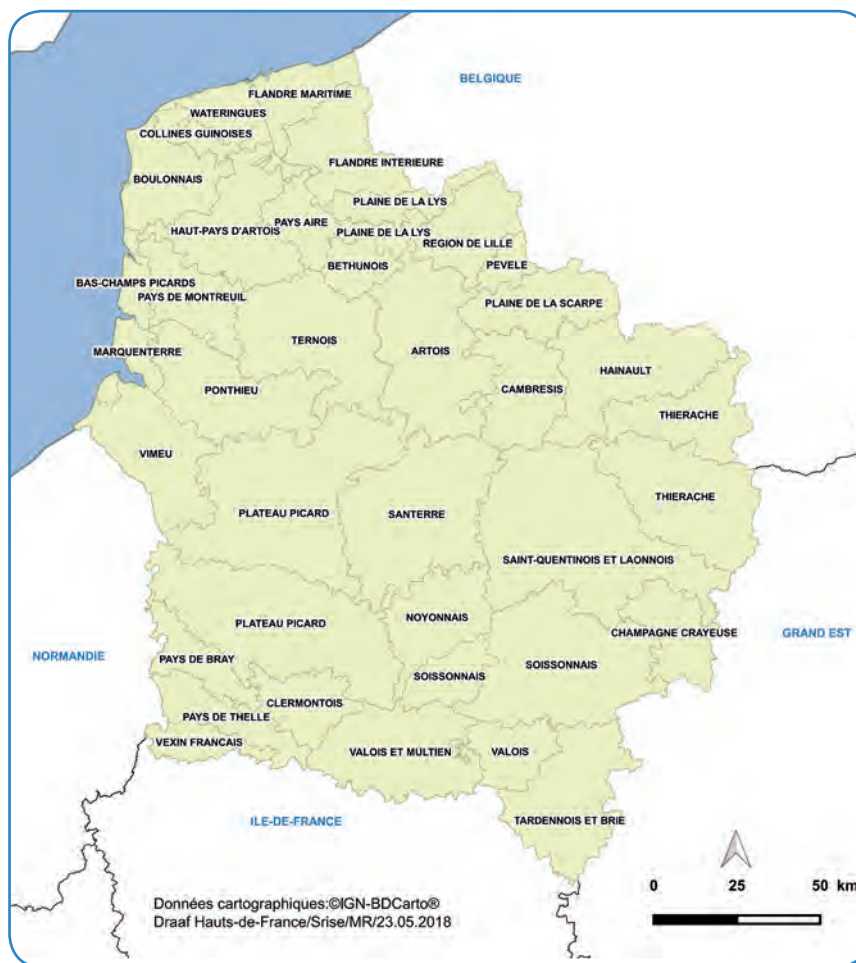 BELGIQUE
FLANDRE MARITIME
WATERINGUES
COLLINES GUINOISES
FLANDRE INTERIEURE
BOULONNAIS
PLAINE DE LA LYS
PAYS AIRE
HAUT-PAYS D'ARTOIS
PLAINE DE LA LYS
REGION DE LILLE
BETHUNOIS
PEVELE
BAS-CHAMPS PICARDS
PAYS DE MONTREUIL
PLAINE DE LA SCARPE
TERNOIS
MARQUENTERRE
ARTOIS
HAINAULT
PONTHIEU
CAMBRESIS
THIERACHE
VIMEU
THIERACHE
PLATEAU PICARD
SANTERRE
SAINT-QUENTINOIS ET LAONNOIS
NOYONNAIS
PLATEAU PICARD
CHAMPAGNE CRAYEUSE
GRAND EST
NORMANDIE
PAYS DE BRAY
SOISSONNAIS
SOISSONNAIS
CLERMONTOIS
PAYS DE THELLE
VEXIN FRANCAIS
VALOIS ET MULTIEN
VALOIS
ILE-DE-FRANCE
TARDENNOIS ET BRIE
0 25 50 km
Données cartographiques:©IGN-BDCarto®
Draaf Hauts-de-France/Srise/MR/23.05.2018